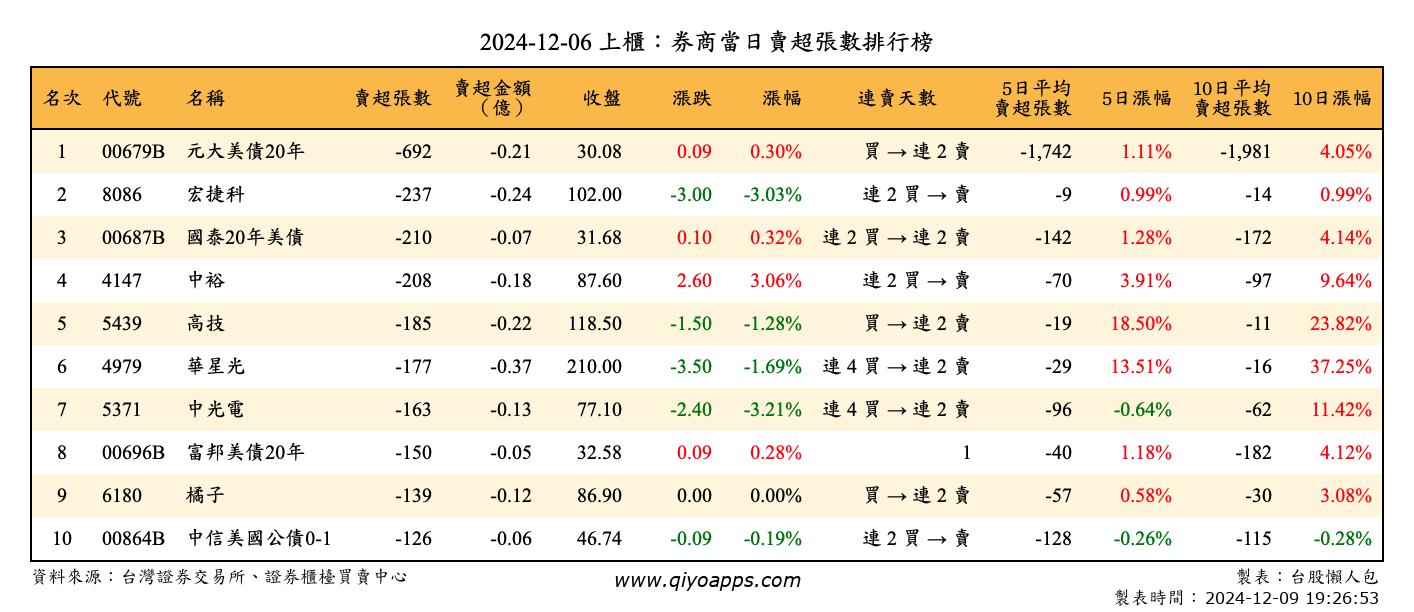 2024-12-06 上櫃：券商當日賣超張數排行榜
名次 代號 名稱 賣超張數 賣超金額（億） 收盤 漲跌 漲幅 連賣天數 5日平均賣超張數 5日漲幅 10日平均賣超張數 10日漲幅
1 00679B 元大美債20年 -692 -0.21 30.08 0.09 0.30% 買 → 連 2 賣 -1,742 1.11% -1,981 4.05%
2 8086 宏捷科 -237 -0.24 102.00 -3.00 -3.03% 連 2 買 → 賣 -9 0.99% -14 0.99%
3 00687B 國泰20年美債 -210 -0.07 31.68 0.10 0.32% 連 2 買 → 連 2 賣 -142 1.28% -172 4.14%
4 4147 中裕 -208 -0.18 87.60 2.60 3.06% 連 2 買 → 賣 -70 3.91% -97 9.64%
5 5439 高技 -185 -0.22 118.50 -1.50 -1.28% 買 → 連 2 賣 -19 18.50% -11 23.82%
6 4979 華星光 -177 -0.37 210.00 -3.50 -1.69% 連 4 買 → 連 2 賣 -29 13.51% -16 37.25%
7 5371 中光電 -163 -0.13 77.10 -2.40 -3.21% 連 4 買 → 連 2 賣 -96 -0.64% -62 11.42%
8 00696B 富邦美債20年 -150 -0.05 32.58 0.09 0.28% 1 -40 1.18% -182 4.12%
9 6180 橘子 -139 -0.12 86.90 0.00 0.00% 買 → 連 2 賣 -57 0.58% -30 3.08%
10 00864B 中信美國公債0-1 -126 -0.06 46.74 -0.09 -0.19% 連 2 買 → 賣 -128 -0.26% -115 -0.28%
資料來源：台灣證券交易所、證券櫃檯買賣中心 www.qiyoapps.com 製表：台股懶人包
製表時間：2024-12-09 19:26:53